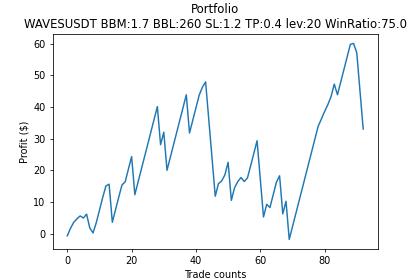 Portfolio
WAVESUSDT BBM:1.7 BBL:260 SL:1.2 TP:0.4 lev:20 WinRatio:75.0
60
50
40
30
20
10
0
Profit ($)
0 20 40 60 80
Trade counts